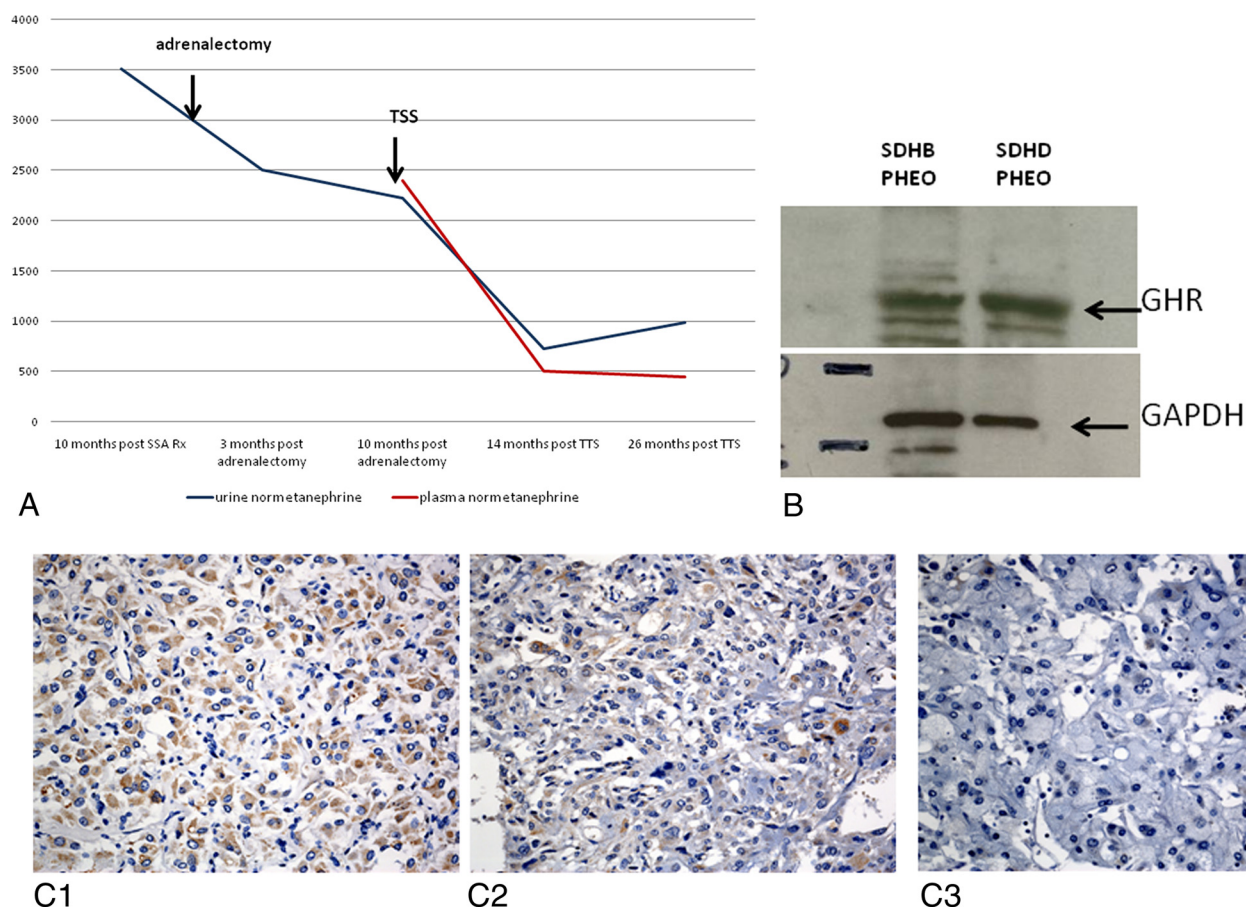 4000
adrenalectomy
3500
3000
TSS
2500
2000
1500
1000
500
0
10 months post SSA Rx
3 months post
adrenalectomy
10 months post
adrenalectomy
14 months post TTS
26 months post TTS
urine normetanephrine
plasma normetanephrine
A
SDHB
PHEO
SDHD
PHEO
GHR
GAPDH
B
C1
C2
C3